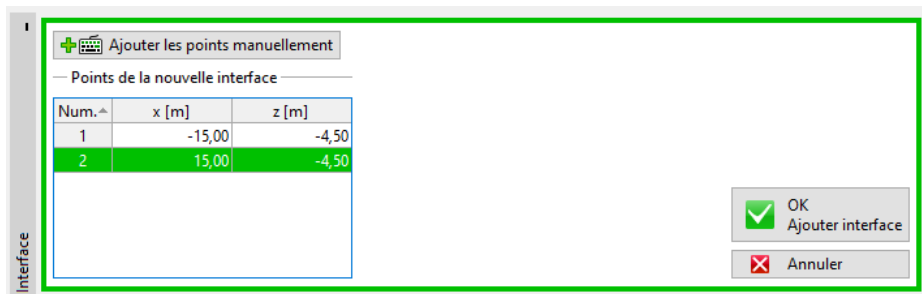 Ajouter les points manuellement
Points de la nouvelle interface
Num. x [m] z [m]
1 -15,00 -4,50
2 15,00 -4,50
OK
Ajouter interface
Annuler
Interface